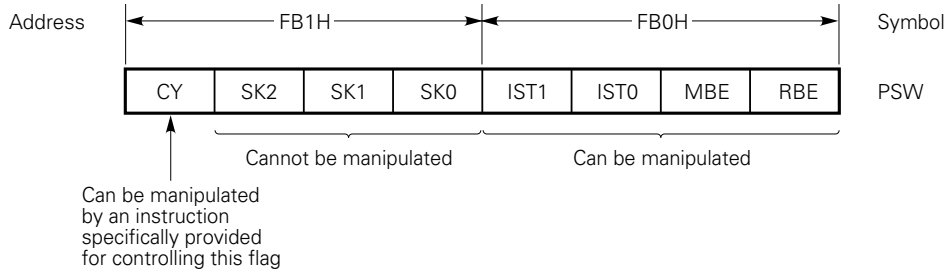 Address FB1H FB0H Symbol
CY SK2 SK1 SK0 IST1 IST0 MBE RBE PSW
Cannot be manipulated Can be manipulated
Can be manipulated
by an instruction
specifically provided
for controlling this flag